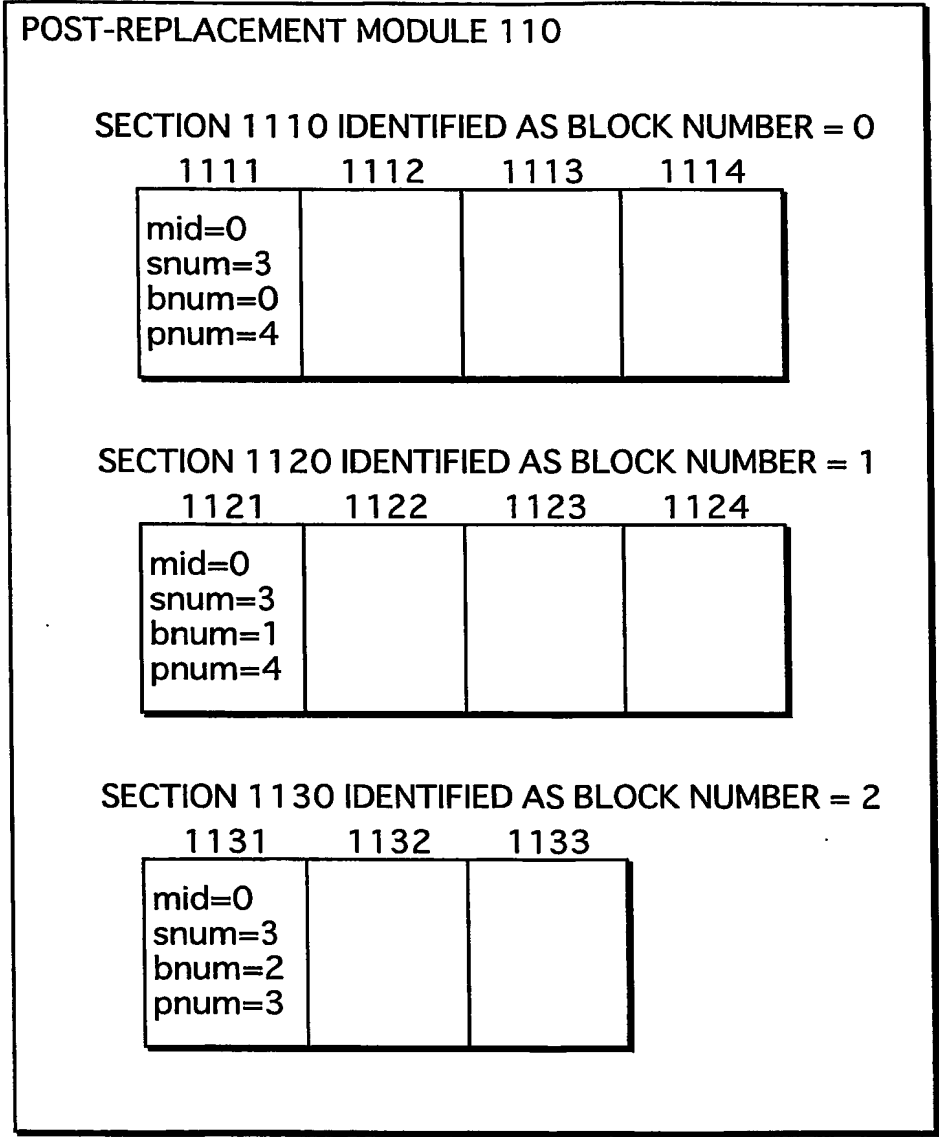 POST-REPLACEMENT MODULE 110
SECTION 1110 IDENTIFIED AS BLOCK NUMBER = 0
1111 1112 1113 1114
mid=0
snum=3
bnum=0
pnum=4
SECTION 1120 IDENTIFIED AS BLOCK NUMBER = 1
1121 1122 1123 1124
mid=0
snum=3
bnum=1
pnum=4
SECTION 1130 IDENTIFIED AS BLOCK NUMBER = 2
1131 1132 1133
mid=0
snum=3
bnum=2
pnum=3